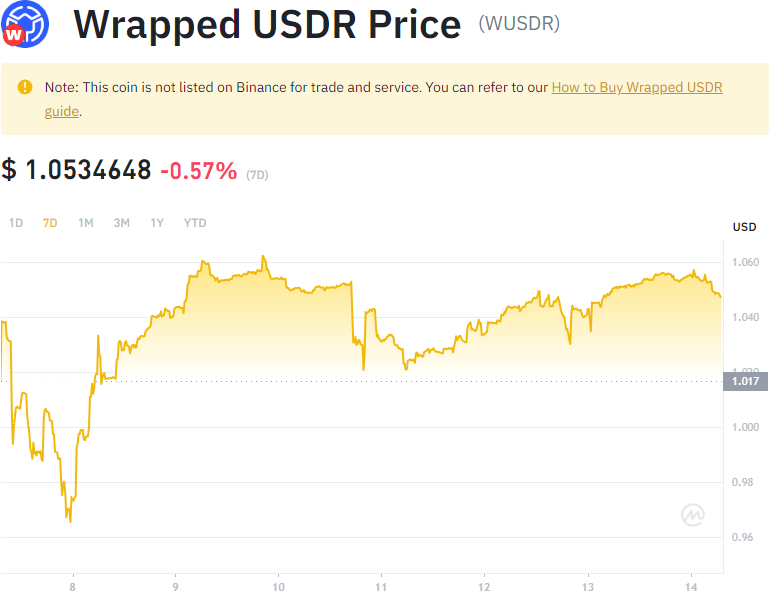 W
Wrapped USDR Price (WUSDR)
Note: This coin is not listed on Binance for trade and service. You can refer to our How to Buy Wrapped USDR
guide.
$ 1.0534648 -0.57% (7D)
1D 7D 1M 3M 1Y YTD
USD
1.060
1.040
1.020
1.017
1.000
0.98
0.96
8 9 10 11 12 13 14